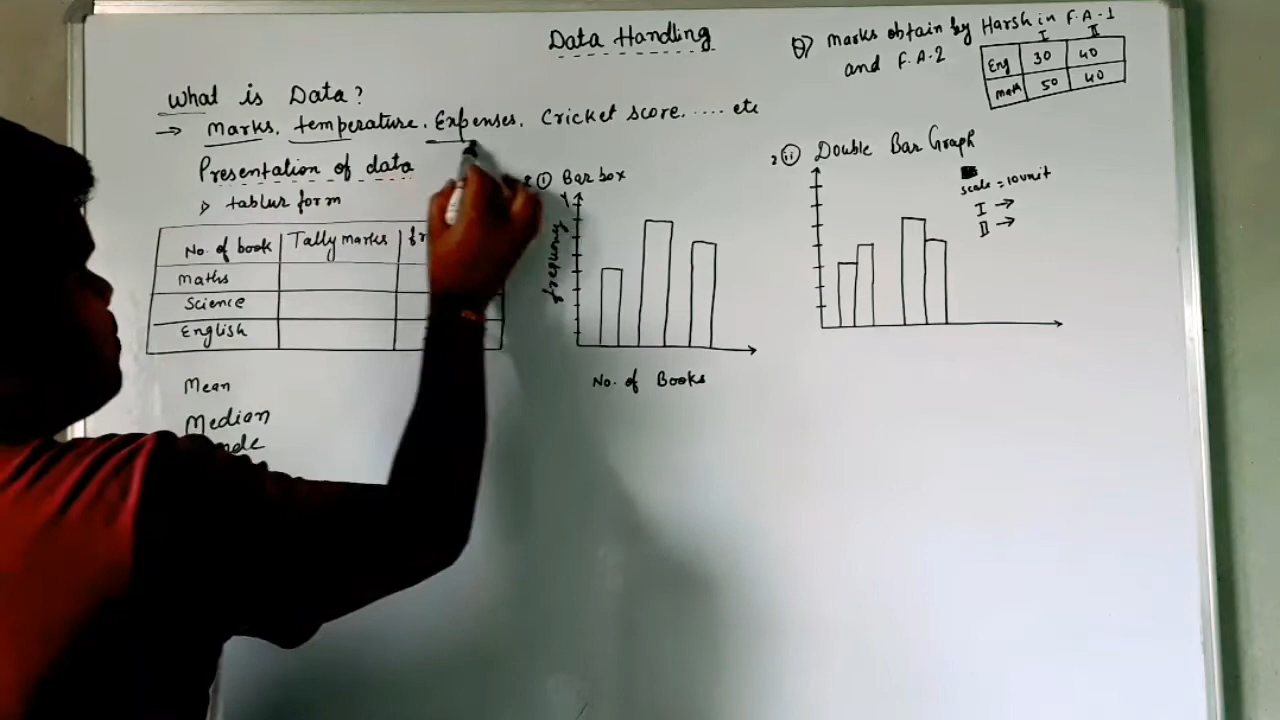 Data Handling
Q) Marks obtain by Harsh in F.A-1
and F.A.2
I II
Eng 30 40
math 50 40
What is Data?
→ Marks, temperature, Expenses, Cricket score, .... etc
Presentation of data
tablur form
No. of book Tally marks
maths
Science
English
Mean
Median
(i) Bar box
Y
frequency
No. of Books
(ii) Double Bar Graph
scale = 10 unit
I →
II →